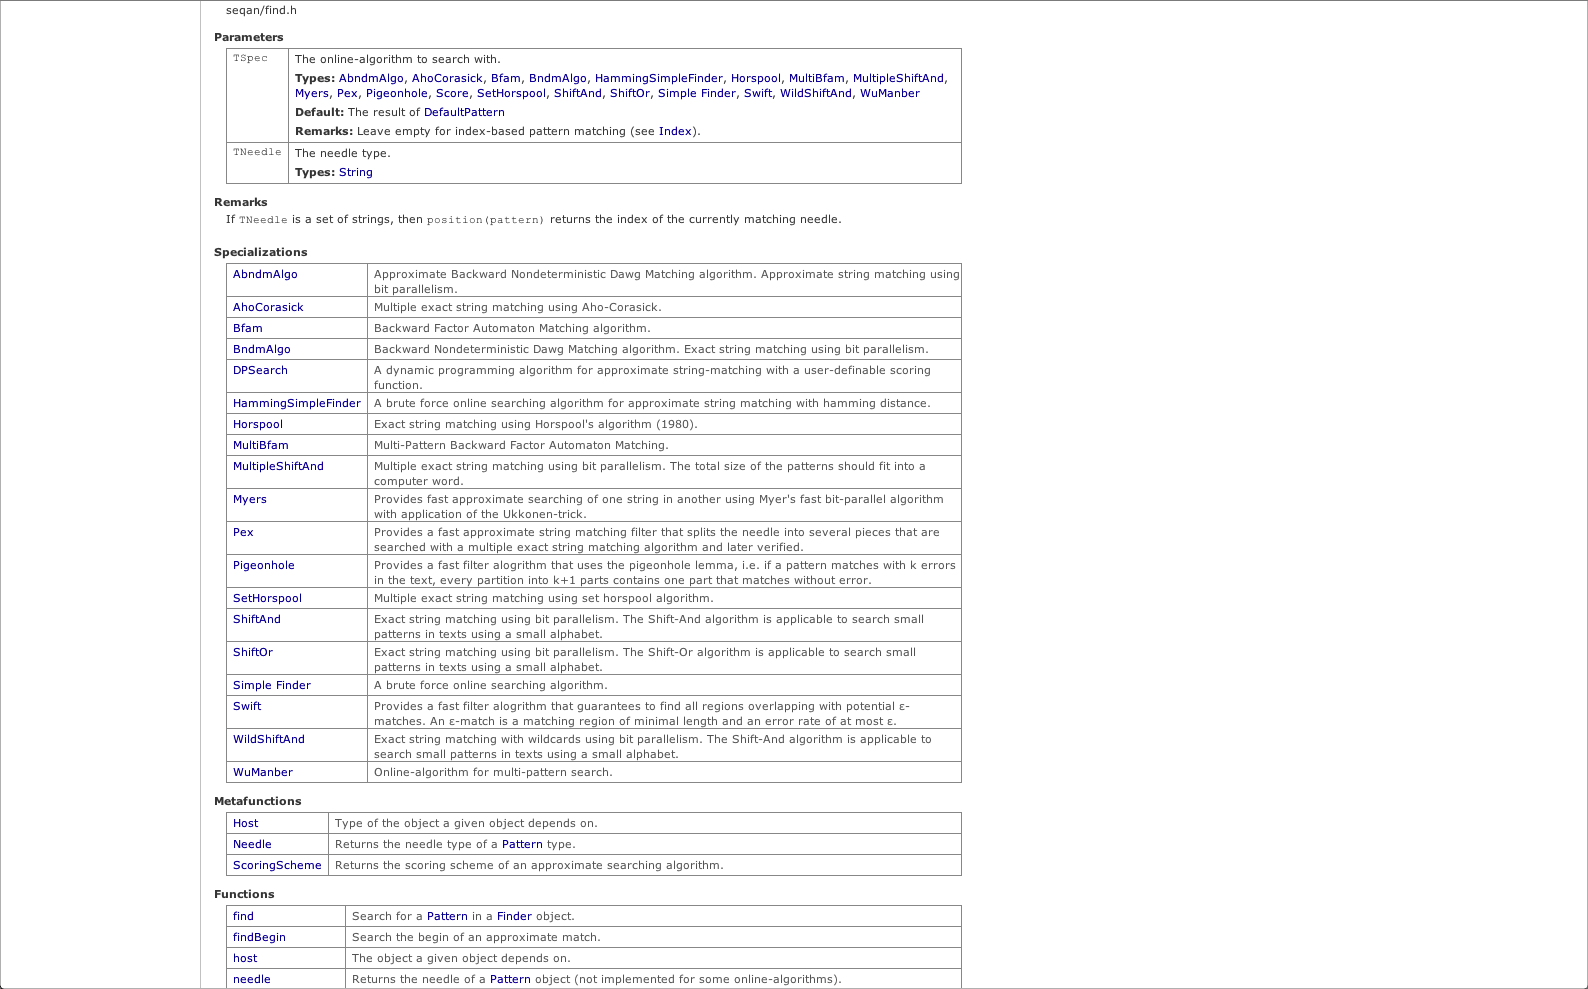 seqan/find.h
Parameters
TSpec
The online-algorithm to search with.
Types: AbndmAlgo, AhoCorasick, Bfam, BndmAlgo, HammingSimpleFinder, Horspool, MultiBfam, MultipleShiftAnd,
Myers, Pex, Pigeonhole, Score, SetHorspool, ShiftAnd, ShiftOr, Simple Finder, Swift, WildShiftAnd, WuManber
Default: The result of DefaultPattern
Remarks: Leave empty for index-based pattern matching (see Index).
TNeedle
The needle type.
Types: String
Remarks
If TNeedle is a set of strings, then position(pattern) returns the index of the currently matching needle.
Specializations
AbndmAlgo Approximate Backward Nondeterministic Dawg Matching algorithm. Approximate string matching using
bit parallelism.
AhoCorasick Multiple exact string matching using Aho-Corasick.
Bfam Backward Factor Automaton Matching algorithm.
BndmAlgo Backward Nondeterministic Dawg Matching algorithm. Exact string matching using bit parallelism.
DPSearch A dynamic programming algorithm for approximate string-matching with a user-definable scoring
function.
HammingSimpleFinder A brute force online searching algorithm for approximate string matching with hamming distance.
Horspool Exact string matching using Horspool's algorithm (1980).
MultiBfam Multi-Pattern Backward Factor Automaton Matching.
MultipleShiftAnd Multiple exact string matching using bit parallelism. The total size of the patterns should fit into a
computer word.
Myers Provides fast approximate searching of one string in another using Myer's fast bit-parallel algorithm
with application of the Ukkonen-trick.
Pex Provides a fast approximate string matching filter that splits the needle into several pieces that are
searched with a multiple exact string matching algorithm and later verified.
Pigeonhole Provides a fast filter alogrithm that uses the pigeonhole lemma, i.e. if a pattern matches with k errors
in the text, every partition into k+1 parts contains one part that matches without error.
SetHorspool Multiple exact string matching using set horspool algorithm.
ShiftAnd Exact string matching using bit parallelism. The Shift-And algorithm is applicable to search small
patterns in texts using a small alphabet.
ShiftOr Exact string matching using bit parallelism. The Shift-Or algorithm is applicable to search small
patterns in texts using a small alphabet.
Simple Finder A brute force online searching algorithm.
Swift Provides a fast filter alogrithm that guarantees to find all regions overlapping with potential ε-
matches. An ε-match is a matching region of minimal length and an error rate of at most ε.
WildShiftAnd Exact string matching with wildcards using bit parallelism. The Shift-And algorithm is applicable to
search small patterns in texts using a small alphabet.
WuManber Online-algorithm for multi-pattern search.
Metafunctions
Host Type of the object a given object depends on.
Needle Returns the needle type of a Pattern type.
ScoringScheme Returns the scoring scheme of an approximate searching algorithm.
Functions
find Search for a Pattern in a Finder object.
findBegin Search the begin of an approximate match.
host The object a given object depends on.
needle Returns the needle of a Pattern object (not implemented for some online-algorithms).